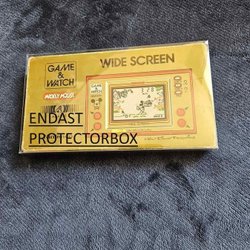 GAME
&
WATCH
WIDE SCREEN
MICKEY MOUSE
ENDAST
PROTECTORBOX